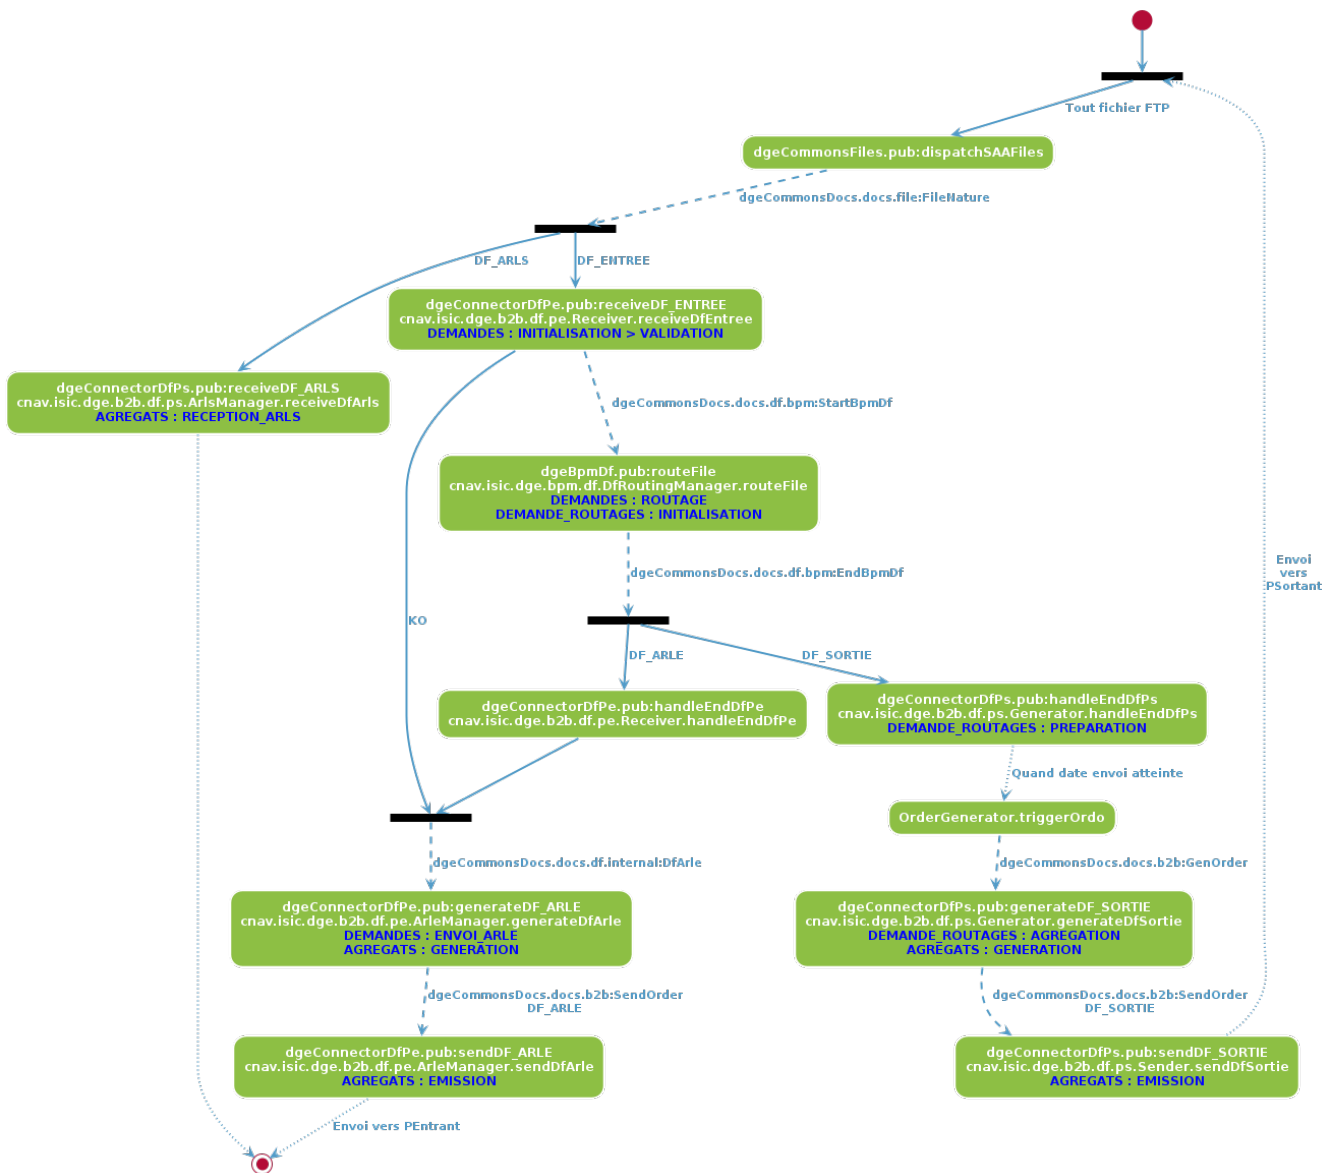 Tout fichier FTP
dgeCommonsFiles.pub:dispatchSAAFiles
dgeCommonsDocs.docs.file:FileNature
DF_ARLS
DF_ENTREE
dgeConnectorDfPe.pub:receiveDF_ENTREE
cnav.isic.dge.b2b.df.pe.Receiver.receiveDfEntree
DEMANDES : INITIALISATION > VALIDATION
dgeConnectorDfPs.pub:receiveDF_ARLS
cnav.isic.dge.b2b.df.ps.ArlsManager.receiveDfArls
AGREGATS : RECEPTION_ARLS
dgeCommonsDocs.docs.df.bpm:StartBpmDf
dgeBpmDf.pub:routeFile
cnav.isic.dge.bpm.df.DfRoutingManager.routeFile
DEMANDES : ROUTAGE
DEMANDE_ROUTAGES : INITIALISATION
dgeCommonsDocs.docs.df.bpm:EndBpmDf
Envoi
vers
PSortant
KO
DF_ARLE
DF_SORTIE
dgeConnectorDfPe.pub:handleEndDfPe
cnav.isic.dge.b2b.df.pe.Receiver.handleEndDfPe
dgeConnectorDfPs.pub:handleEndDfPs
cnav.isic.dge.b2b.df.ps.Generator.handleEndDfPs
DEMANDE_ROUTAGES : PREPARATION
Quand date envoi atteinte
OrderGenerator.triggerOrdo
dgeCommonsDocs.docs.df.internal:DfArle
dgeCommonsDocs.docs.b2b:GenOrder
dgeConnectorDfPe.pub:generateDF_ARLE
cnav.isic.dge.b2b.df.pe.ArleManager.generateDfArle
DEMANDES : ENVOI_ARLE
AGREGATS : GENERATION
dgeConnectorDfPs.pub:generateDF_SORTIE
cnav.isic.dge.b2b.df.ps.Generator.generateDfSortie
DEMANDE_ROUTAGES : AGREGATION
AGREGATS : GENERATION
dgeCommonsDocs.docs.b2b:SendOrder
DF_ARLE
dgeCommonsDocs.docs.b2b:SendOrder
DF_SORTIE
dgeConnectorDfPe.pub:sendDF_ARLE
cnav.isic.dge.b2b.df.pe.ArleManager.sendDfArle
AGREGATS : EMISSION
dgeConnectorDfPs.pub:sendDF_SORTIE
cnav.isic.dge.b2b.df.ps.Sender.sendDfSortie
AGREGATS : EMISSION
Envoi vers PEntrant